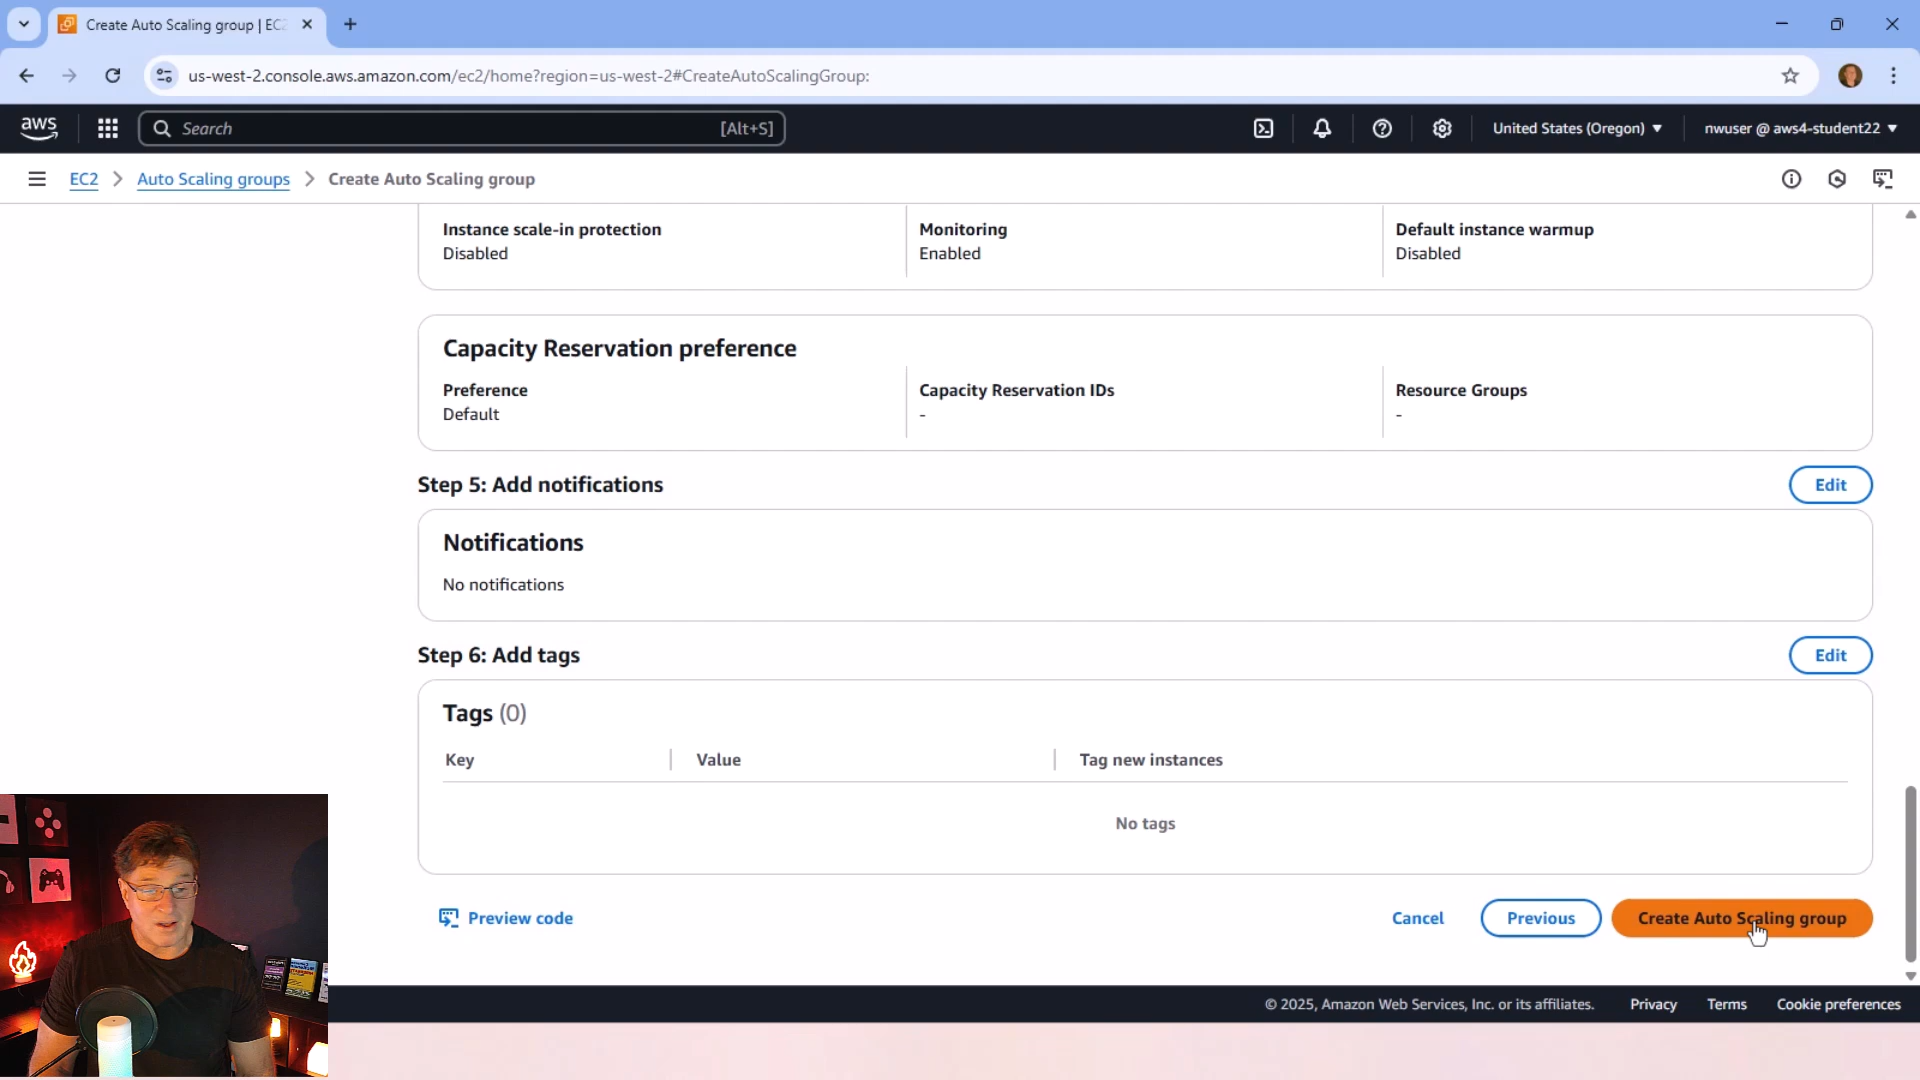 Create Auto Scaling group | EC2
us-west-2.console.aws.amazon.com/ec2/home?region=us-west-2#CreateAutoScalingGroup:
aws
Search
[Alt+S]
United States (Oregon)
nwuser @ aws4-student22
EC2
Auto Scaling groups
Create Auto Scaling group
Instance scale-in protection
Disabled
Monitoring
Enabled
Default instance warmup
Disabled
Capacity Reservation preference
Preference
Default
Capacity Reservation IDs
-
Resource Groups
-
Step 5: Add notifications
Edit
Notifications
No notifications
Step 6: Add tags
Edit
Tags (0)
Key
Value
Tag new instances
No tags
Preview code
Cancel
Previous
Create Auto Scaling group
© 2025, Amazon Web Services, Inc. or its affiliates.
Privacy
Terms
Cookie preferences